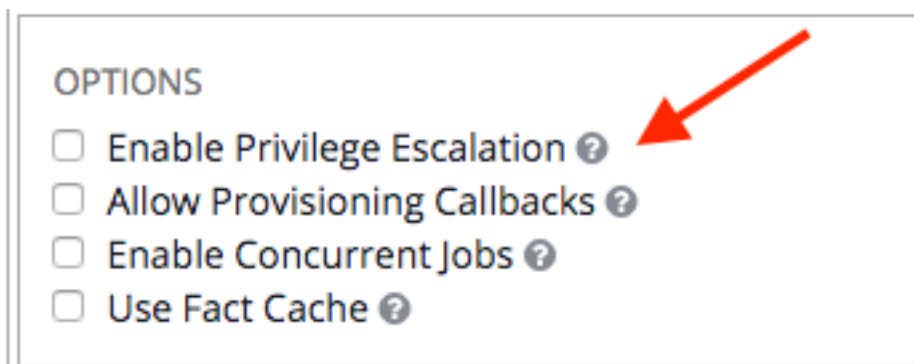 OPTIONS
Enable Privilege Escalation ?
Allow Provisioning Callbacks ?
Enable Concurrent Jobs ?
Use Fact Cache ?